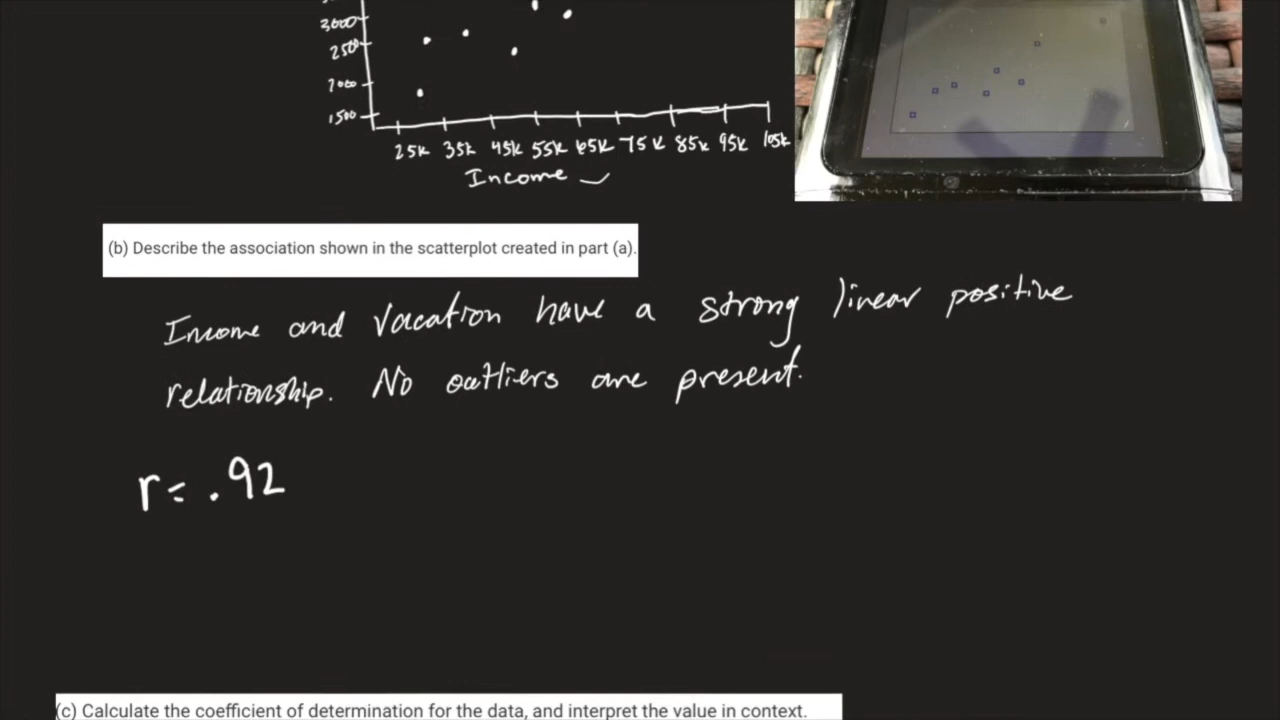 3000
2500
2000
1500
25K 35K 45K 55K 65K 75K 85K 95K 105K
Income
(b) Describe the association shown in the scatterplot created in part (a).
Income and Vacation have a strong linear positive
relationship. No outliers are present.
r= .92
(c) Calculate the coefficient of determination for the data, and interpret the value in context.